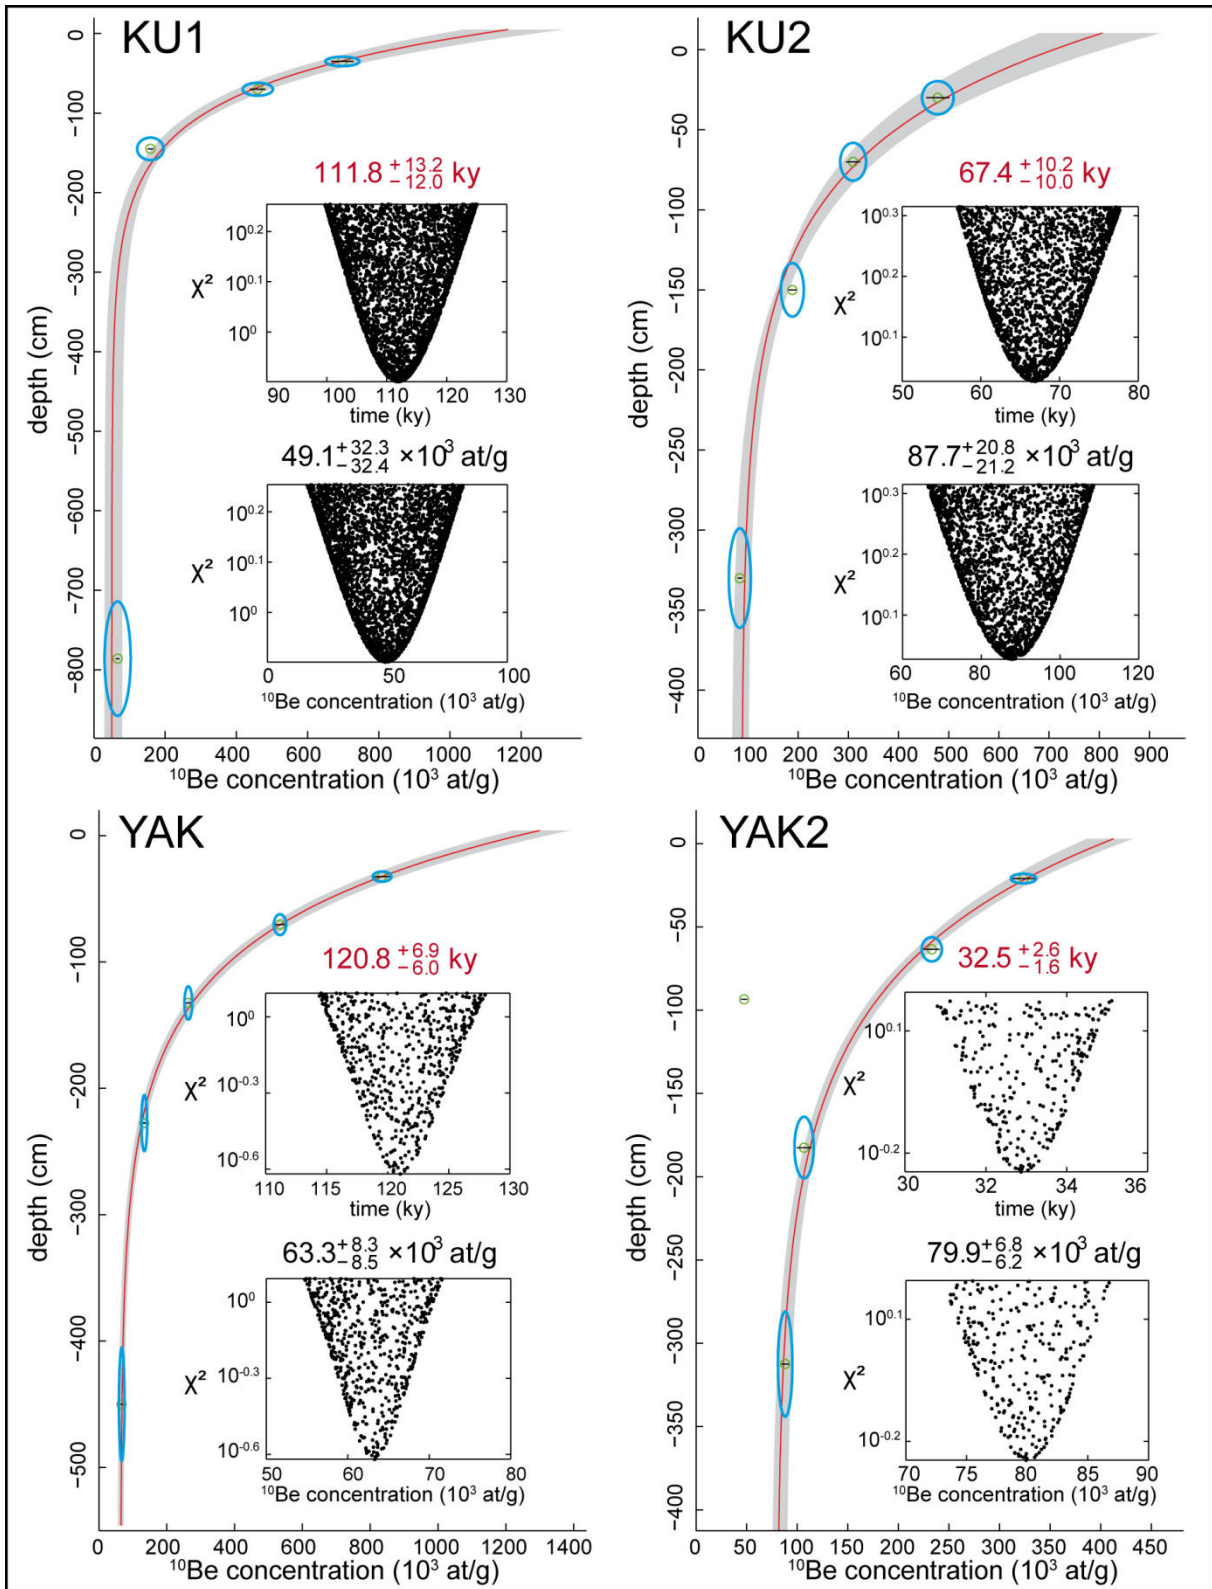 KU1
0
-100
-200
-300
-400
-500
-600
-700
-800
depth (cm)
111.8 +13.2 -12.0 ky
10^0.2
10^0.1
10^0
χ²
90 100 110 120 130
time (ky)
49.1 +32.3 -32.4 ×10³ at/g
10^0.2
10^0.1
10^0
χ²
0 50 100
¹⁰Be concentration (10³ at/g)
0 200 400 600 800 1000 1200
¹⁰Be concentration (10³ at/g)
KU2
0
-50
-100
-150
-200
-250
-300
-350
-400
depth (cm)
67.4 +10.2 -10.0 ky
10^0.3
10^0.2
10^0.1
χ²
50 60 70 80
time (ky)
87.7 +20.8 -21.2 ×10³ at/g
10^0.3
10^0.2
10^0.1
χ²
60 80 100 120
¹⁰Be concentration (10³ at/g)
0 100 200 300 400 500 600 700 800 900
¹⁰Be concentration (10³ at/g)
YAK
0
-100
-2200
-300
-400
-500
depth (cm)
120.8 +6.9 -6.0 ky
10^0
10^-0.3
10^-0.6
χ²
110 115 120 125 130
time (ky)
63.3 +8.3 -8.5 ×10³ at/g
10^0
10^-0.3
10^-0.6
χ²
50 60 70 80
¹⁰Be concentration (10³ at/g)
0 200 400 600 800 1000 1200 1400
¹⁰Be concentration (10³ at/g)
YAK2
0
-50
-100
-150
-200
-250
-300
-350
-400
depth (cm)
32.5 +2.6 -1.6 ky
10^0.1
10^-0.2
χ²
30 32 34 36
time (ky)
79.9 +6.8 -6.2 ×10³ at/g
10^0.1
10^-0.2
χ²
70 75 80 85 90
¹⁰Be concentration (10³ at/g)
0 50 100 150 200 250 300 350 400 450
¹⁰Be concentration (10³ at/g)